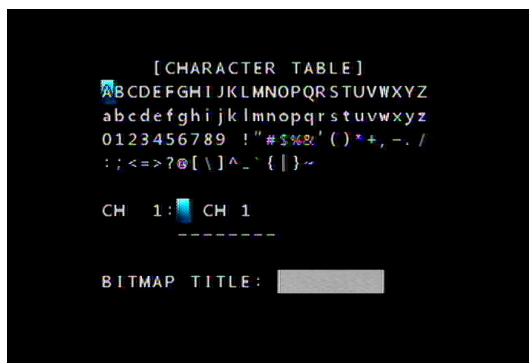 [CHARACTER TABLE]
ABCDEFGHIJKLMNOPQRSTUVWXYZ
abcdefghijklmnopqrstuvwxyz
0123456789 !"#$%&'()*+,-./
:;<=>?@[\]^_`{|}~
CH 1: CH 1
--------
BITMAP TITLE: